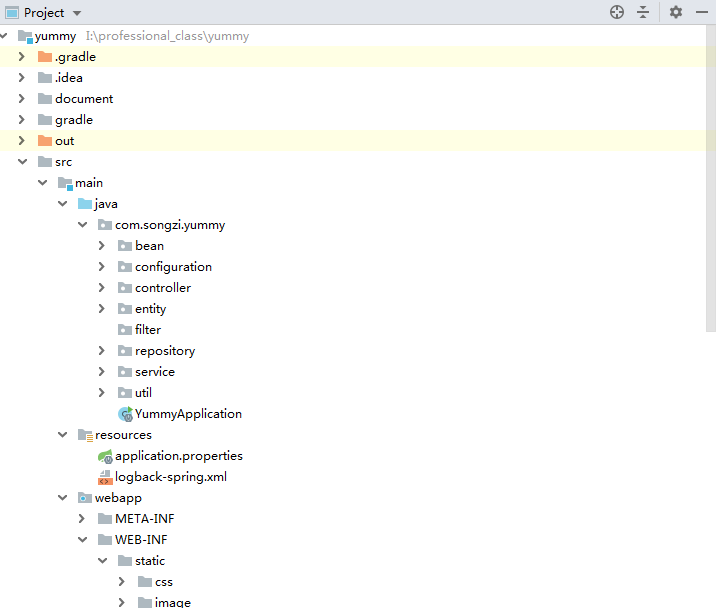 Project
yummy I:\professional_class\yummy
.gradle
.idea
document
gradle
out
src
main
java
com.songzi.yummy
bean
configuration
controller
entity
filter
repository
service
util
YummyApplication
resources
application.properties
logback-spring.xml
webapp
META-INF
WEB-INF
static
css
image